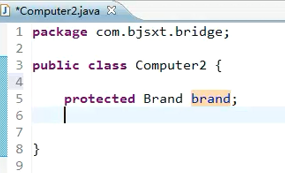 *Computer2.java
1 package com.bjsxt.bridge;
2
3 public class Computer2 {
4
5 protected Brand brand;
6
7
8 }
9